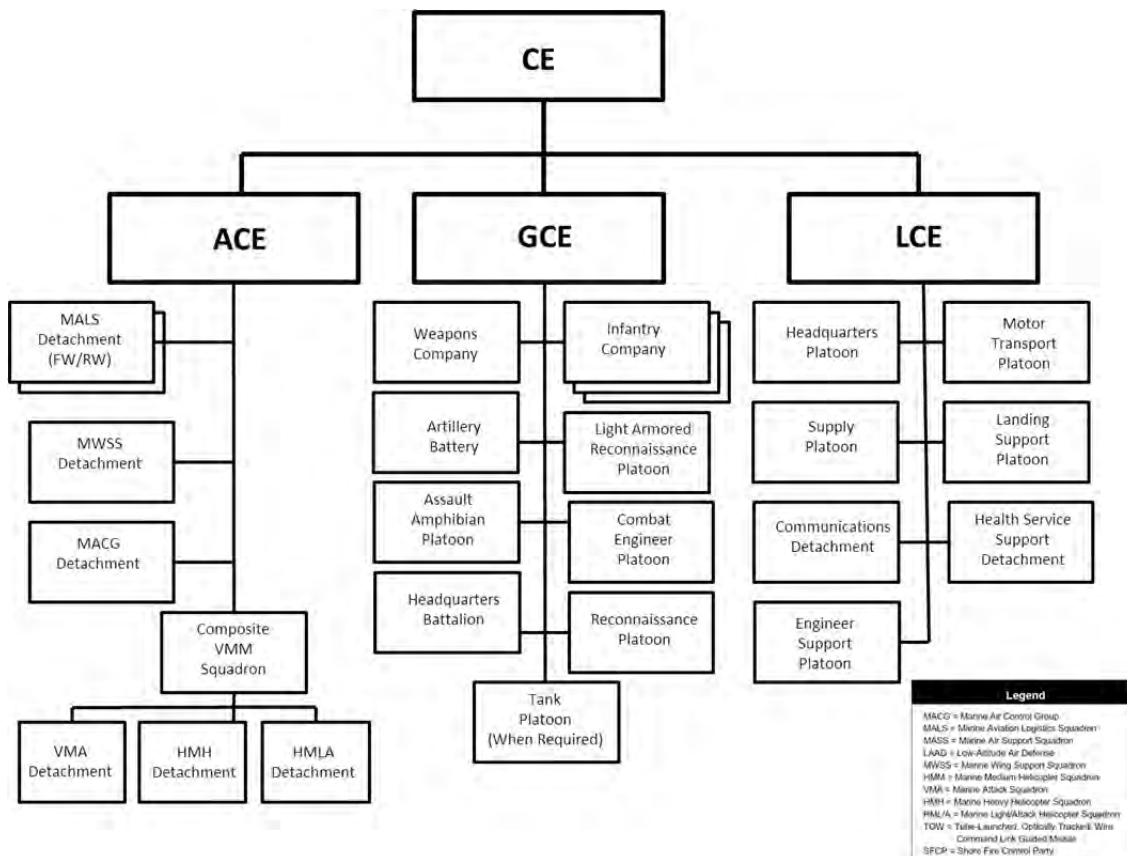 CE
ACE
GCE
LCE
MALS
Detachment
(FW/RW)
MWSS
Detachment
MACG
Detachment
Composite
VMM
Squadron
VMA
Detachment
HMH
Detachment
HMLA
Detachment
Weapons
Company
Infantry
Company
Artillery
Battery
Light Armored
Reconnaissance
Platoon
Assault
Amphibian
Platoon
Combat
Engineer
Platoon
Headquarters
Battalion
Reconnaissance
Platoon
Tank
Platoon
(When Required)
Headquarters
Platoon
Motor
Transport
Platoon
Supply
Platoon
Landing
Support
Platoon
Communications
Detachment
Health Service
Support
Detachment
Engineer
Support
Platoon
Legend
MACG = Marine Air Control Group
MALS = Marine Aviation Logistics Squadron
MASS = Marine Air Support Squadron
LAAD = Low-Altitude Air Defense
MWSS = Marine Wing Support Squadron
HMM = Marine Medium Helicopter Squadron
VMA = Marine Attack Squadron
HMH = Marine Heavy Helicopter Squadron
HML/A = Marine Light/Attack Helicopter Squadron
TOW = Tube-Launched, Optically Tracked, Wire
Command Link Guided Missile
SFCP = Shore Fire Control Party